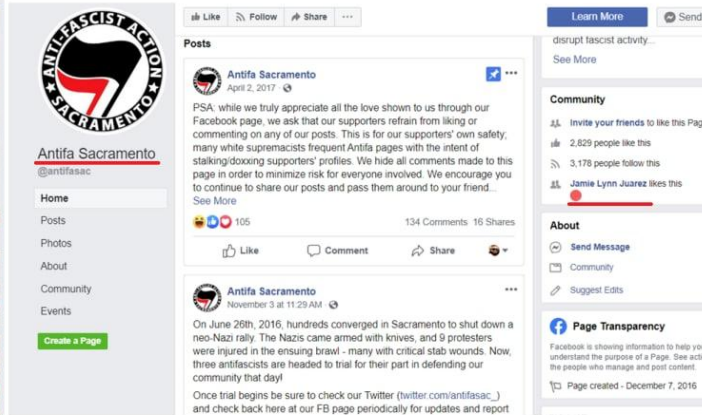 ANTI-FASCIST ACTION
SACRAMENTO
Antifa Sacramento
@antifasac
Home
Posts
Photos
About
Community
Events
Create a Page
Like
Follow
Share
Learn More
Send
Posts
Antifa Sacramento
April 2, 2017
PSA: while we truly appreciate all the love shown to us through our
Facebook page, we ask that our supporters refrain from liking or
commenting on any of our posts. This is for our supporters' own safety;
many white supremacists frequent Antifa pages with the intent of
stalking/doxxing supporters' profiles. We hide all comments made to this
page in order to minimize risk for everyone involved. We encourage you
to continue to share our posts and pass them around to your friend...
See More
105
134 Comments 16 Shares
Like
Comment
Share
Antifa Sacramento
November 3 at 11:29 AM
On June 26th, 2016, hundreds converged in Sacramento to shut down a
neo-Nazi rally. The Nazis came armed with knives, and 9 protesters
were injured in the ensuing brawl - many with critical stab wounds. Now,
three antifascists are headed to trial for their part in defending our
community that day!
Once trial begins be sure to check our Twitter (twitter.com/antifasac_)
and check back here at our FB page periodically for updates and report
disrupt fascist activity...
See More
Community
Invite your friends to like this Pag
2,829 people like this
3,178 people follow this
Jamie Lynn Juarez likes this
About
Send Message
Community
Suggest Edits
Page Transparency
Facebook is showing information to help yo
understand the purpose of a Page. See acti
the people who manage and post content.
Page created - December 7, 2016